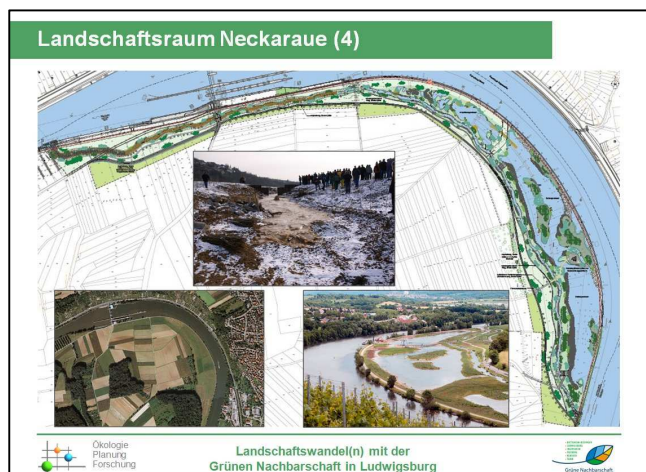 Landschaftsraum Neckaraue (4)
Ökologie
Planung
Forschung
Landschaftswandel(n) mit der
Grünen Nachbarschaft in Ludwigsburg
Grüne Nachbarschaft